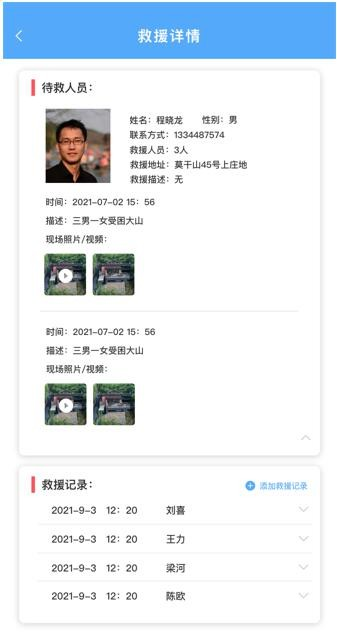 救援详情
待救人员：
姓名：程晓龙 性别：男
联系方式：1334487574
救援人员：3人
救援地址：莫干山45号上庄地
救援描述：无
时间：2021-07-02 15：56
描述：三男一女受困大山
现场照片/视频：
时间：2021-07-02 15：56
描述：三男一女受困大山
现场照片/视频：
救援记录：
添加救援记录
2021-9-3 12：20 刘喜
2021-9-3 12：20 王力
2021-9-3 12：20 梁河
2021-9-3 12：20 陈欧